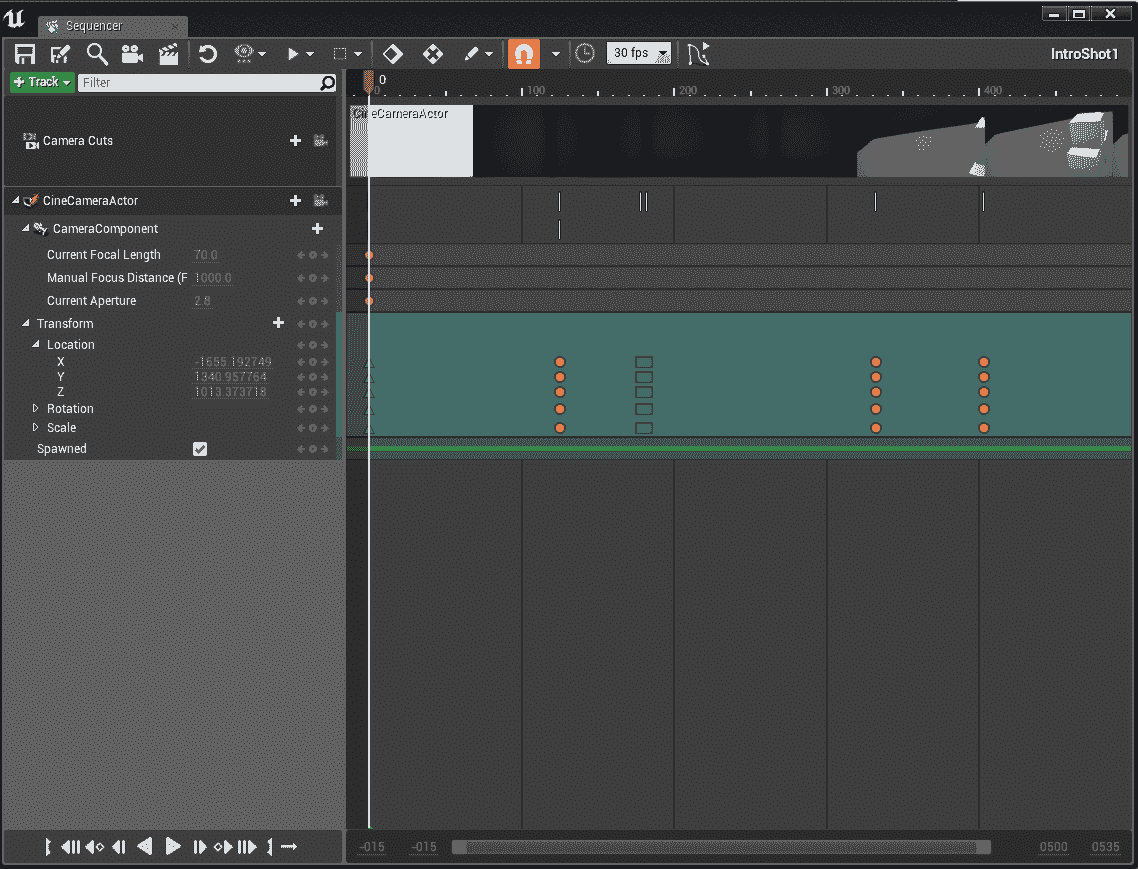 Sequencer
30 fps
IntroShot1
Track
Filter
0
0 100 200 300 400
Camera Cuts
CineCameraActor
CineCameraActor
CameraComponent
Current Focal Length 70.0
Manual Focus Distance (F 1000.0
Current Aperture 2.8
Transform
Location
X -1655.192749
Y 1340.957764
Z 1013.373718
Rotation
Scale
Spawned
-015 -015 0500 0535